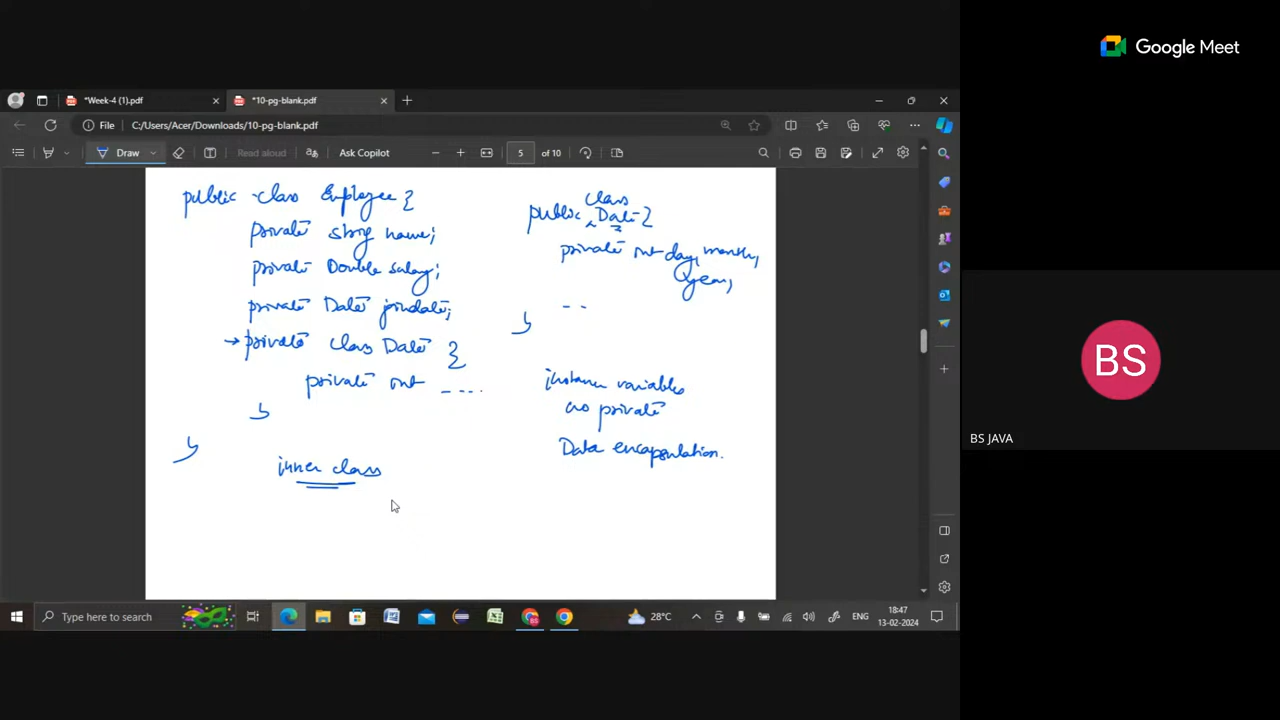 Google Meet
*Week-4 (1).pdf
*10-pg-blank.pdf
File
C:/Users/Acer/Downloads/10-pg-blank.pdf
Draw
Read aloud
Ask Copilot
5
of 10
public class Employee {
private string name;
private Double salary;
private Date joindate;
→ private class Date {
private int ----
}
}
inner class
class
public ^ Date {
private int day, month,
year,
--
}
instance variables
as private
Data encapsulation.
BS
BS JAVA
Type here to search
28°C
ENG
18:47
13-02-2024